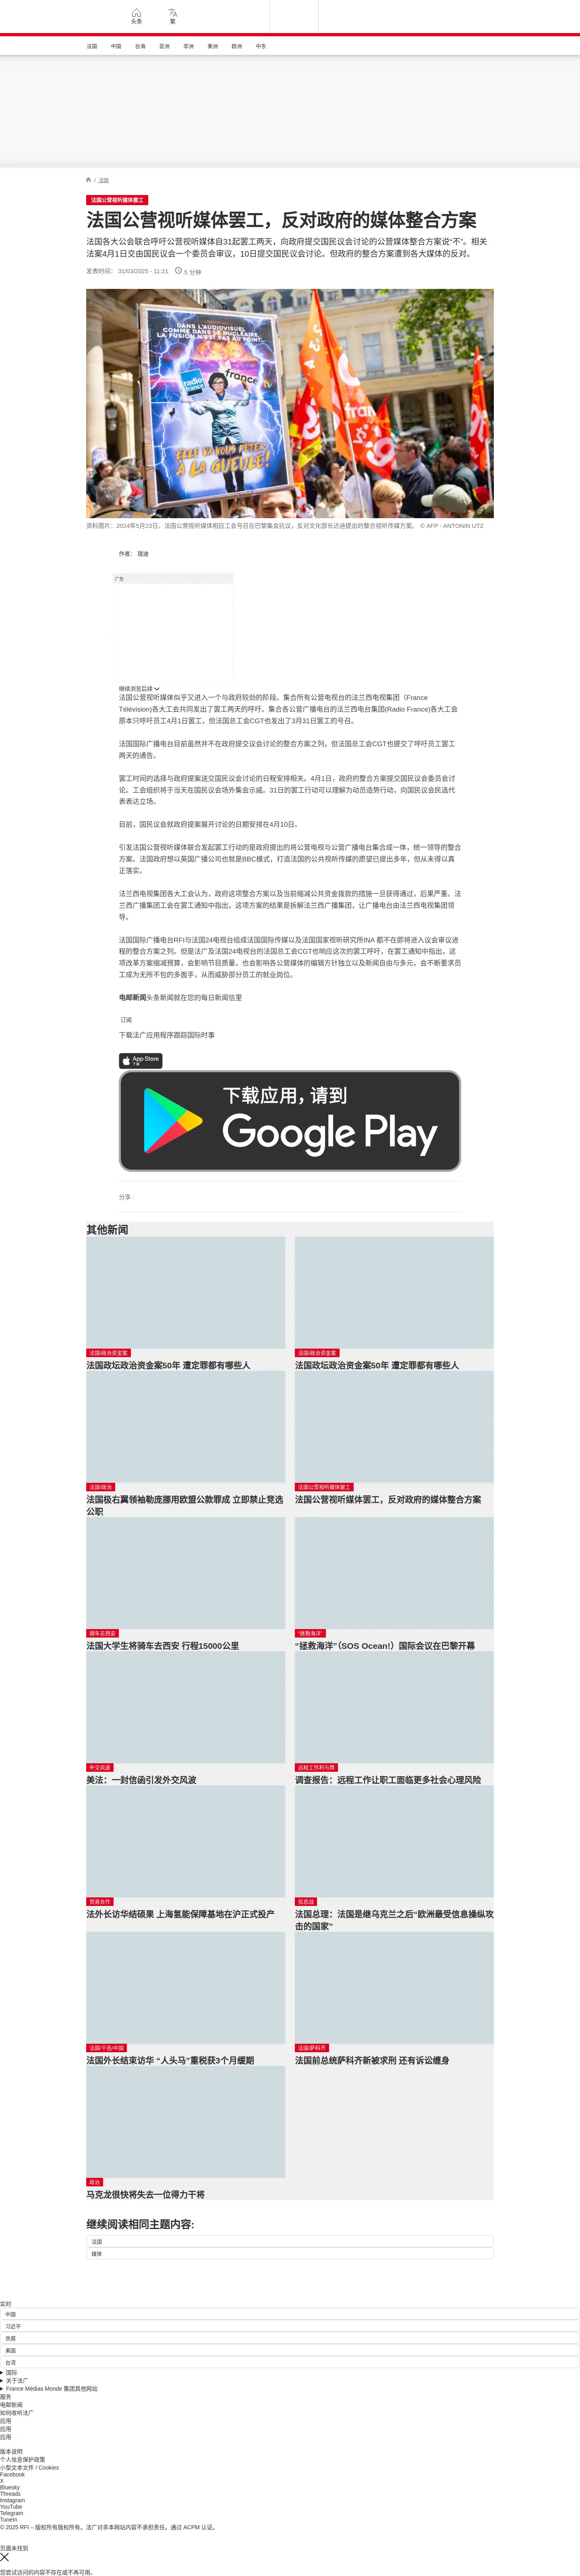 头条
繁
法国
中国
台海
亚洲
非洲
美洲
欧洲
中东
/ 法国
法国公营视听媒体罢工
法国公营视听媒体罢工，反对政府的媒体整合方案
法国各大公会联合呼吁公营视听媒体自31起罢工两天，向政府提交国民议会讨论的公营媒体整合方案说“不”。相关
法案4月1日交由国民议会一个委员会审议，10日提交国民议会讨论。但政府的整合方案遭到各大媒体的反对。
发表时间： 31/03/2025 - 11:21
5 分钟
DANS L'AUDIOVISUEL
COMME DANS LE NUCLÉAIRE,
LA FUSION N'EST PAS AU POINT...
radio france
france tv
ELLE VA NOUS PÉTER
À LA GUEULE!
资料图片：2024年5月23日，法国公营视听媒体相应工会号召在巴黎集会抗议，反对文化部长达迪提出的整合视听传媒方案。 © AFP - ANTONIN UTZ
作者： 瑞迪
广告
继续浏览后续
法国公营视听媒体似乎又进入一个与政府较劲的阶段，集合所有公营电视台的法兰西电视集团（France
Télévision)各大工会共同发出了罢工两天的呼吁，集合各公营广播电台的法兰西电台集团(Radio France)各大工会
原本只呼吁员工4月1日罢工，但法国总工会CGT也发出了3月31日罢工的号召。
法国国际广播电台目前虽然并不在政府提交议会讨论的整合方案之列，但法国总工会CGT也提交了呼吁员工罢工
两天的通告。
罢工时间的选择与政府提案送交国民议会讨论的日程安排相关。4月1日，政府的整合方案提交国民议会委员会讨
论。工会组织将于当天在国民议会场外集会示威。31日的罢工行动可以理解为动员造势行动，向国民议会民选代
表表达立场。
目前，国民议会就政府提案展开讨论的日期安排在4月10日。
引发法国公营视听媒体联合发起罢工行动的是政府提出的将公营电视与公营广播电台集合成一体，统一领导的整合
方案。法国政府想以英国广播公司也就是BBC模式，打造法国的公共视听传媒的愿望已提出多年，但从未得以真
正落实。
法兰西电视集团各大工会认为，政府这项整合方案以及当前缩减公共资金拨款的措施一旦获得通过，后果严重。法
兰西广播集团工会在罢工通知中指出，这项方案的结果是拆解法兰西广播集团，让广播电台由法兰西电视集团领
导。
法国国际广播电台RFI与法国24电视台组成法国国际传媒以及法国国家视听研究所INA 都不在即将进入议会审议进
程的整合方案之列。但是法广及法国24电视台的法国总工会CGT也响应这次的罢工呼吁，在罢工通知中指出，这
项改革方案缩减预算，会影响节目质量，也会影响各公营媒体的编辑方针独立以及新闻自由与多元，会不断要求员
工成为无所不包的多面手，从而威胁部分员工的就业岗位。
电邮新闻头条新闻就在您的每日新闻信里
订阅
下载法广应用程序跟踪国际时事
App Store
下载
下载应用，请到
Google Play
分享 :
其他新闻
法国/政治资金案
法国政坛政治资金案50年 遭定罪都有哪些人
法国/政治资金案
法国政坛政治资金案50年 遭定罪都有哪些人
法国/政治
法国极右翼领袖勒庞挪用欧盟公款罪成 立即禁止竞选
公职
法国公营视听媒体罢工
法国公营视听媒体罢工，反对政府的媒体整合方案
骑车去西安
法国大学生将骑车去西安 行程15000公里
“拯救海洋”
“拯救海洋”（SOS Ocean!）国际会议在巴黎开幕
外交风波
美法：一封信函引发外交风波
远程工作利与弊
调查报告：远程工作让职工面临更多社会心理风险
贸易合作
法外长访华结硕果 上海氢能保障基地在沪正式投产
信息战
法国总理：法国是继乌克兰之后“欧洲最受信息操纵攻
击的国家”
法国/干邑/中国
法国外长结束访华 “人头马”重税获3个月缓期
法国/萨科齐
法国前总统萨科齐新被求刑 还有诉讼缠身
政治
马克龙很快将失去一位得力干将
继续阅读相同主题内容:
法国
媒体
实时
中国
习近平
贵腐
美国
台湾
国际
关于法广
France Médias Monde 集团其他网站
服务
电邮新闻
如何收听法广
应用
应用
应用
版本说明
个人信息保护政策
小型文本文件 / Cookies
Facebook
X
Bluesky
Threads
Instagram
YouTube
Telegram
TuneIn
© 2025 RFI – 版权所有版权所有。法广对非本网站内容不承担责任。通过 ACPM 认证。
页面未找到
您尝试访问的内容不存在或不再可用。